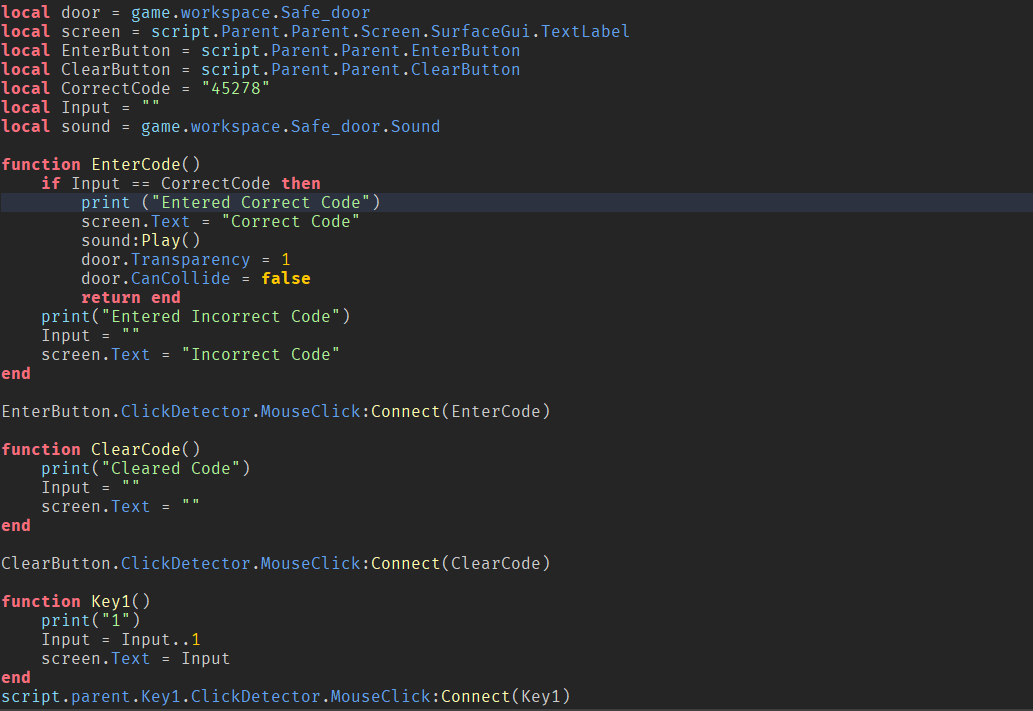 local door = game.workspace.Safe_door
local screen = script.Parent.Parent.Screen.SurfaceGui.TextLabel
local EnterButton = script.Parent.Parent.EnterButton
local ClearButton = script.Parent.Parent.ClearButton
local CorrectCode = "45278"
local Input = ""
local sound = game.workspace.Safe_door.Sound

function EnterCode()
    if Input == CorrectCode then
        print ("Entered Correct Code")
        screen.Text = "Correct Code"
        sound:Play()
        door.Transparency = 1
        door.CanCollide = false
        return end
    print("Entered Incorrect Code")
    Input = ""
    screen.Text = "Incorrect Code"
end

EnterButton.ClickDetector.MouseClick:Connect(EnterCode)

function ClearCode()
    print("Cleared Code")
    Input = ""
    screen.Text = ""
end

ClearButton.ClickDetector.MouseClick:Connect(ClearCode)

function Key1()
    print("1")
    Input = Input..1
    screen.Text = Input
end
script.parent.Key1.ClickDetector.MouseClick:Connect(Key1)